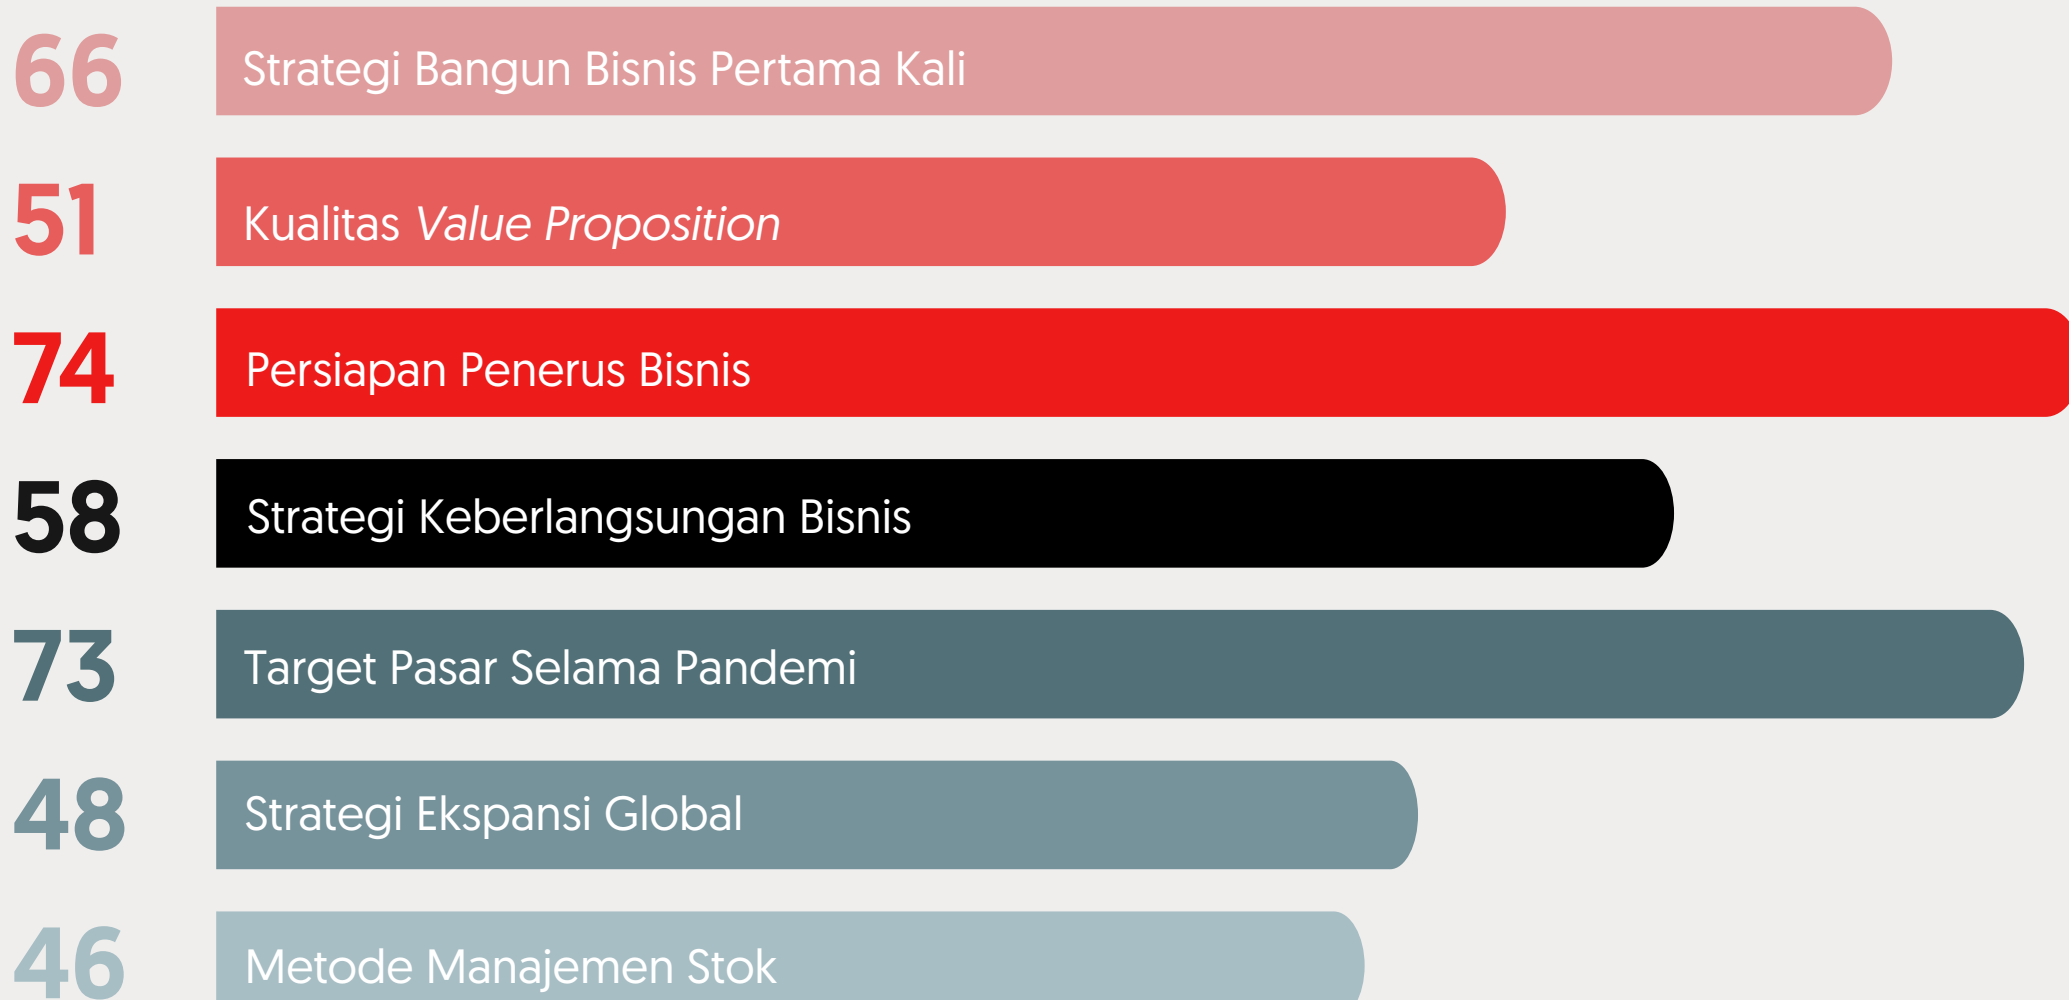 66 Strategi Bangun Bisnis Pertama Kali
51 Kualitas Value Proposition
74 Persiapan Penerus Bisnis
58 Strategi Keberlangsungan Bisnis
73 Target Pasar Selama Pandemi
48 Strategi Ekspansi Global
46 Metode Manajemen Stok